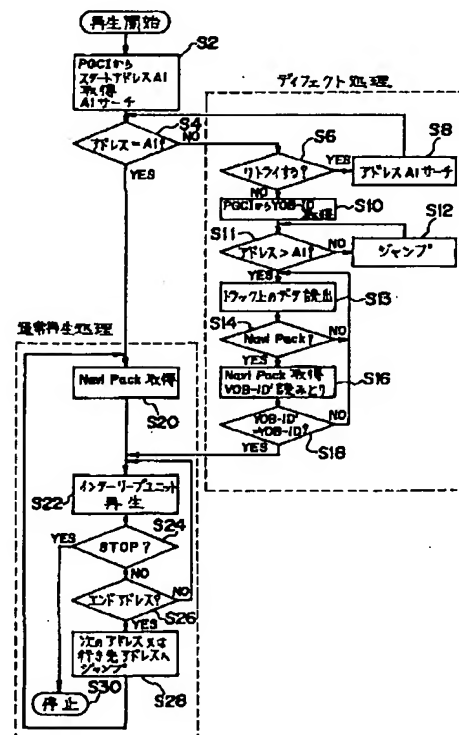 再生開始
S2
PGCIから
スタートアドレスA1
取得
A1サーチ
S4
アドレス=A1?
NO
YES
ディフェクト処理
S6
リトライする?
YES
NO
S8
アドレスA1サーチ
S10
PGCIからVOB-ID
取得
S11
アドレス>A1?
NO
YES
S12
ジャンプ
S13
トラック上のデータ読出
S14
Navi Pack?
NO
YES
S16
Navi Pack取得
VOB-ID'読みとり
VOB-ID'
=VOB-ID?
NO
YES
S18
通常再生処理
Navi Pack 取得
S20
S22
インターリーブユニット
再生
S24
STOP?
YES
NO
エンドアドレス?
NO
S26
YES
次のアドレス又は
行き先アドレスへ
ジャンプ
S28
S30
停止